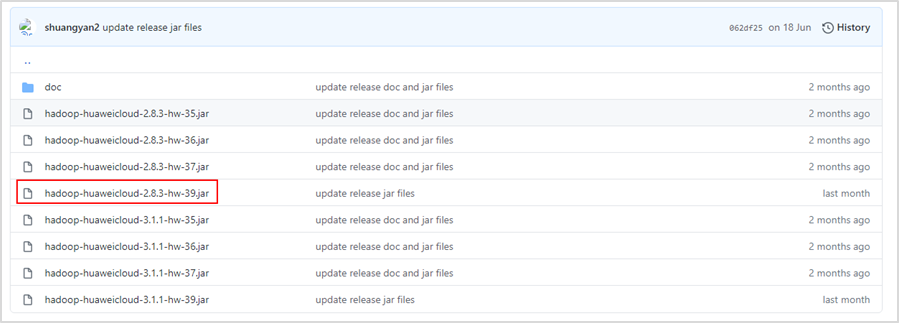 shuangyan2 update release jar files 062df25 on 18 Jun History
..
doc update release doc and jar files 2 months ago
hadoop-huaweicloud-2.8.3-hw-35.jar update release doc and jar files 2 months ago
hadoop-huaweicloud-2.8.3-hw-36.jar update release doc and jar files 2 months ago
hadoop-huaweicloud-2.8.3-hw-37.jar update release doc and jar files 2 months ago
hadoop-huaweicloud-2.8.3-hw-39.jar update release jar files last month
hadoop-huaweicloud-3.1.1-hw-35.jar update release doc and jar files 2 months ago
hadoop-huaweicloud-3.1.1-hw-36.jar update release doc and jar files 2 months ago
hadoop-huaweicloud-3.1.1-hw-37.jar update release doc and jar files 2 months ago
hadoop-huaweicloud-3.1.1-hw-39.jar update release jar files last month